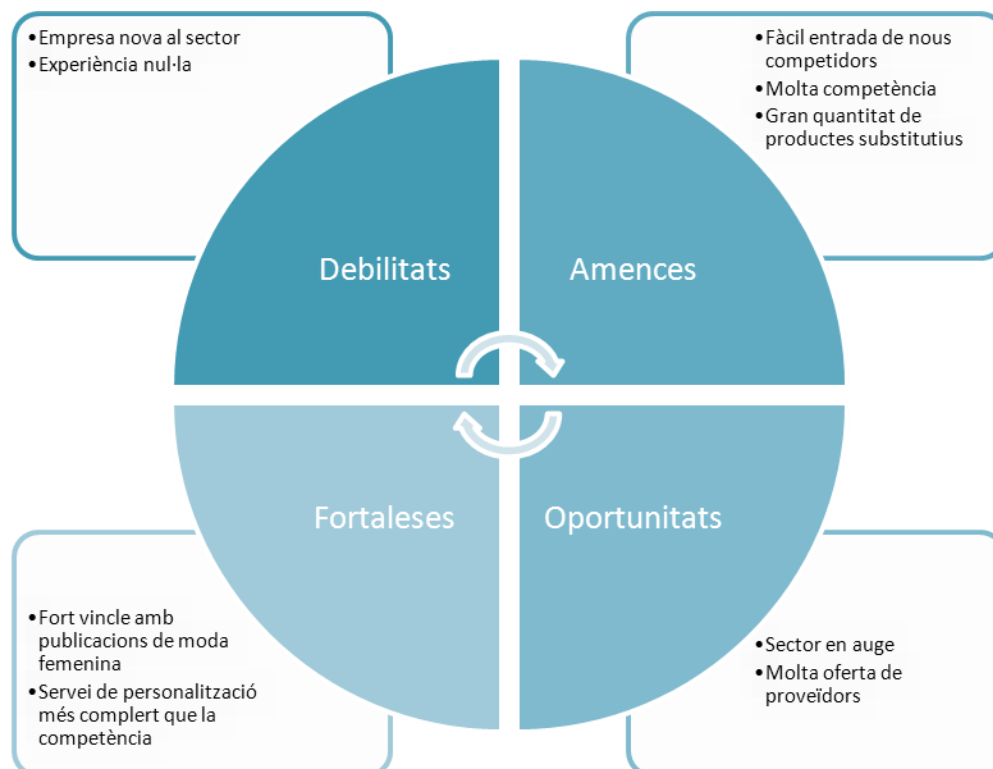 •Empresa nova al sector
•Experiència nul·la
•Fàcil entrada de nous
competidors
•Molta competència
•Gran quantitat de
productes substitutius
Debilitats
Amences
Fortaleses
Oportunitats
•Fort vincle amb
publicacions de moda
femenina
•Servei de personalització
més complert que la
competència
•Sector en auge
•Molta oferta de
proveïdors